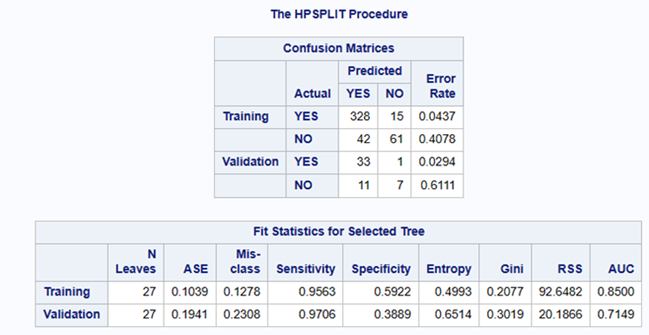 The HPSPLIT Procedure
Confusion Matrices
Predicted Error Rate
Actual YES NO
Training YES 328 15 0.0437
NO 42 61 0.4078
Validation YES 33 1 0.0294
NO 11 7 0.6111
Fit Statistics for Selected Tree
N Leaves ASE Mis-class Sensitivity Specificity Entropy Gini RSS AUC
Training 27 0.1039 0.1278 0.9563 0.5922 0.4993 0.2077 92.6482 0.8500
Validation 27 0.1941 0.2308 0.9706 0.3889 0.6514 0.3019 20.1866 0.7149